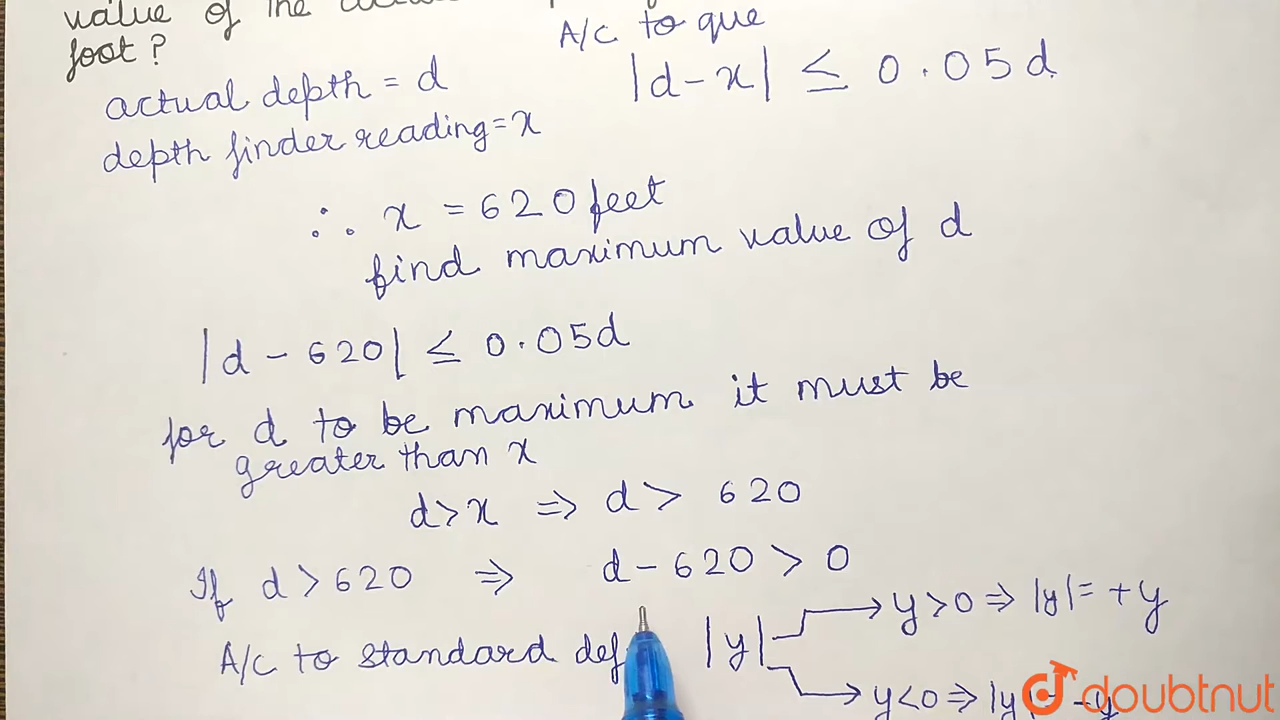 value of the
foot?
A/C to que
actual depth = d
|d-x| ≤ 0.05d
depth finder reading = x
∴ x = 620 feet
find maximum value of d
|d - 620| ≤ 0.05d
for d to be maximum it must be
greater than x
d > x ⇒ d > 620
If d > 620 ⇒ d - 620 > 0
A/C to standard def |y| → y>0 ⇒ |y| = +y
→ y<0 ⇒ |y| = -y
doubtnut